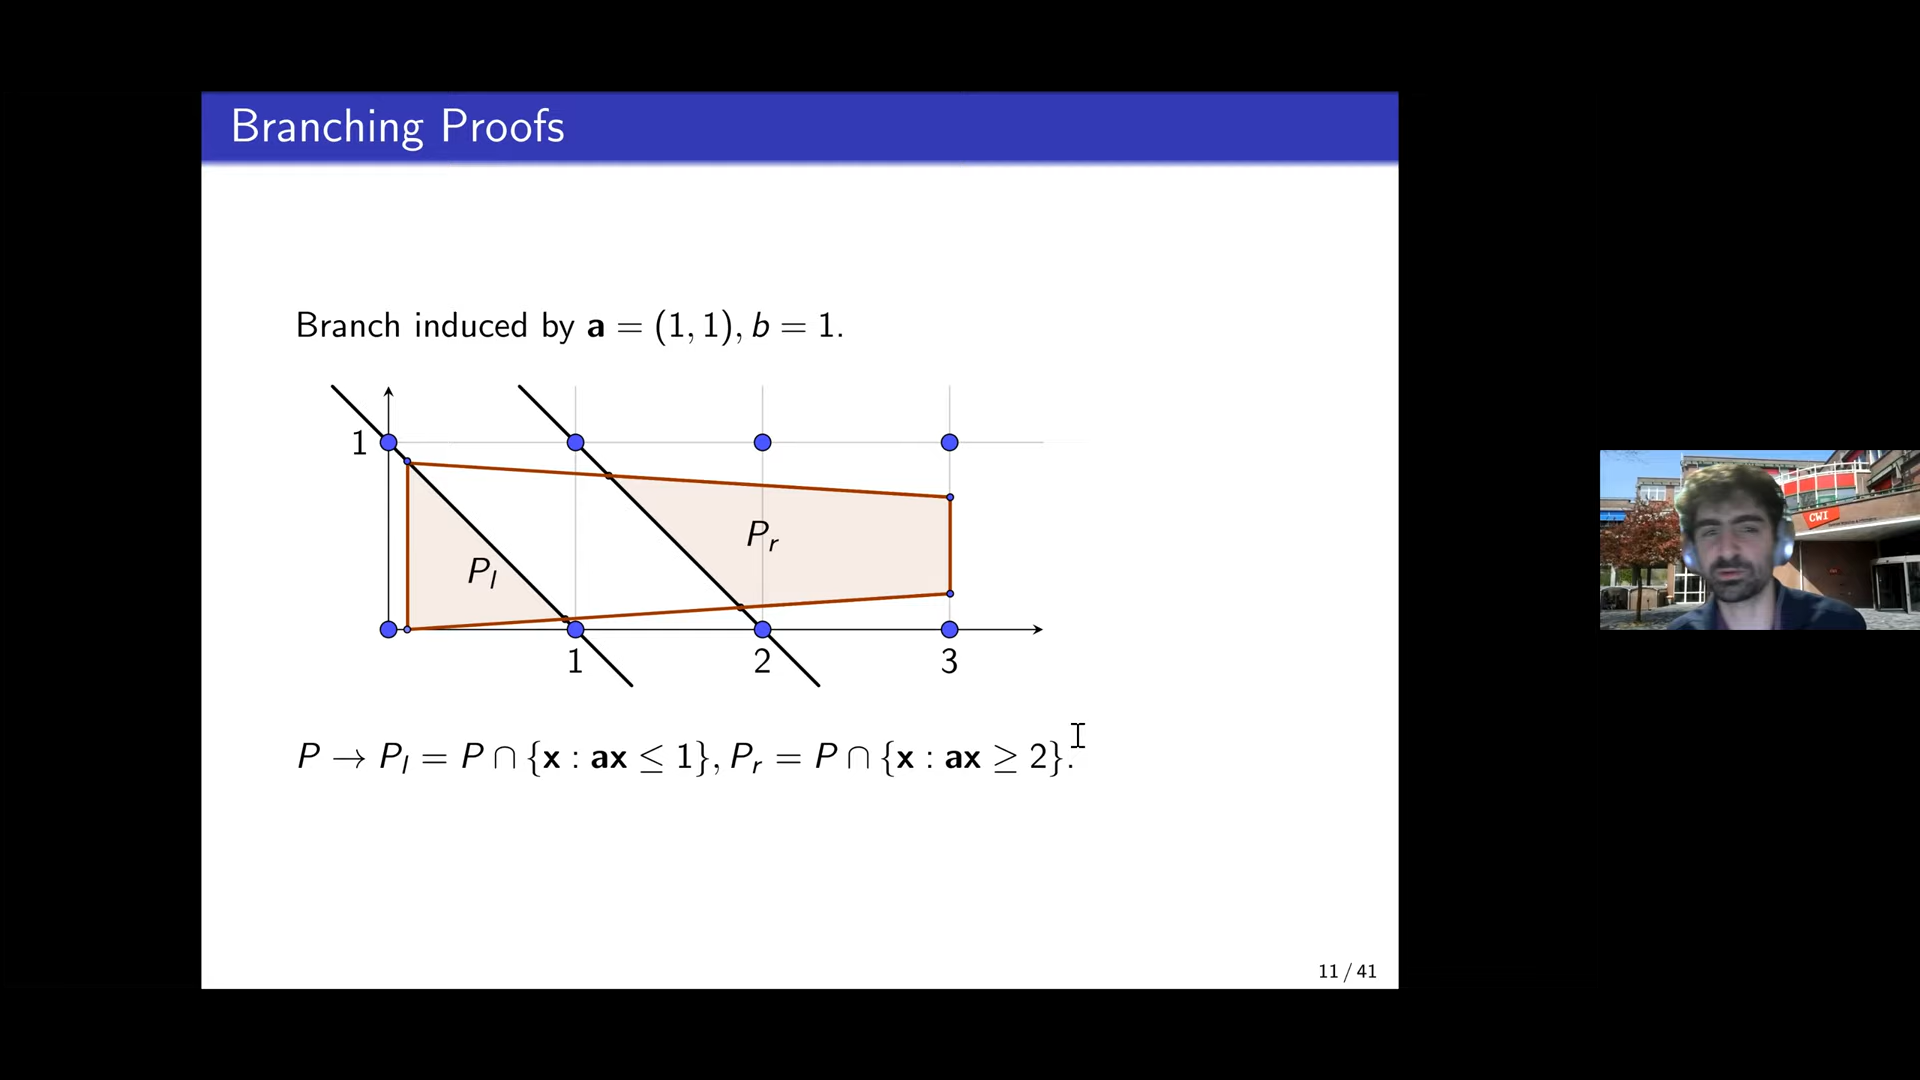 Branching Proofs
Branch induced by a = (1, 1), b = 1.
1
P_r
P_l
1 2 3
P → P_l = P ∩ {x : ax ≤ 1}, P_r = P ∩ {x : ax ≥ 2}.
11 / 41
CWI